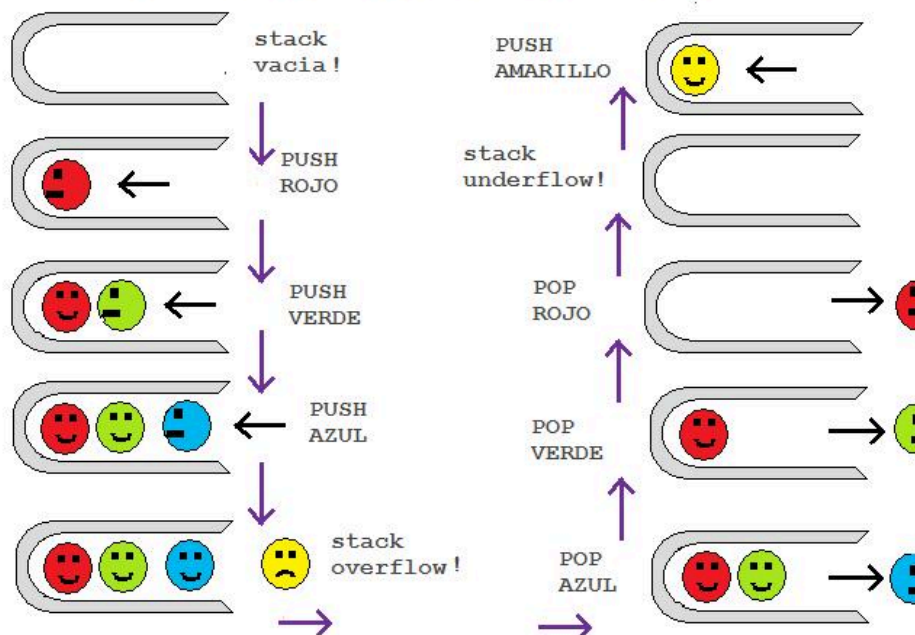 stack
vacia!
PUSH
ROJO
PUSH
VERDE
PUSH
AZUL
stack
overflow!
POP
AZUL
POP
VERDE
POP
ROJO
stack
underflow!
PUSH
AMARILLO